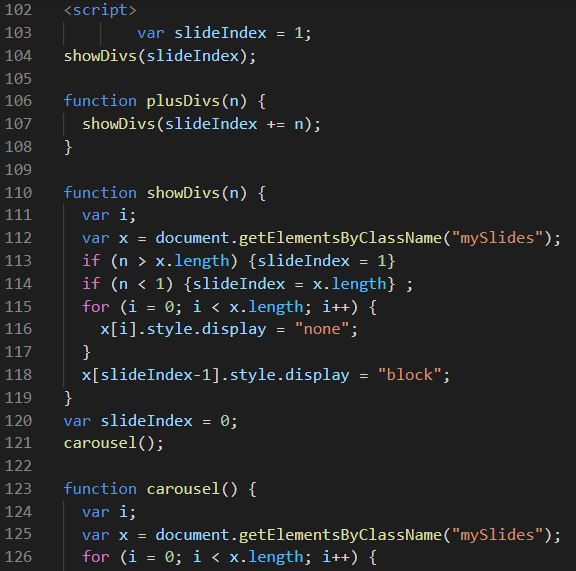 102 <script>
103         var slideIndex = 1;
104 showDivs(slideIndex);
105
106 function plusDivs(n) {
107   showDivs(slideIndex += n);
108 }
109
110 function showDivs(n) {
111   var i;
112   var x = document.getElementsByClassName("mySlides");
113   if (n > x.length) {slideIndex = 1}
114   if (n < 1) {slideIndex = x.length} ;
115   for (i = 0; i < x.length; i++) {
116     x[i].style.display = "none";
117   }
118   x[slideIndex-1].style.display = "block";
119 }
120 var slideIndex = 0;
121 carousel();
122
123 function carousel() {
124   var i;
125   var x = document.getElementsByClassName("mySlides");
126   for (i = 0; i < x.length; i++) {